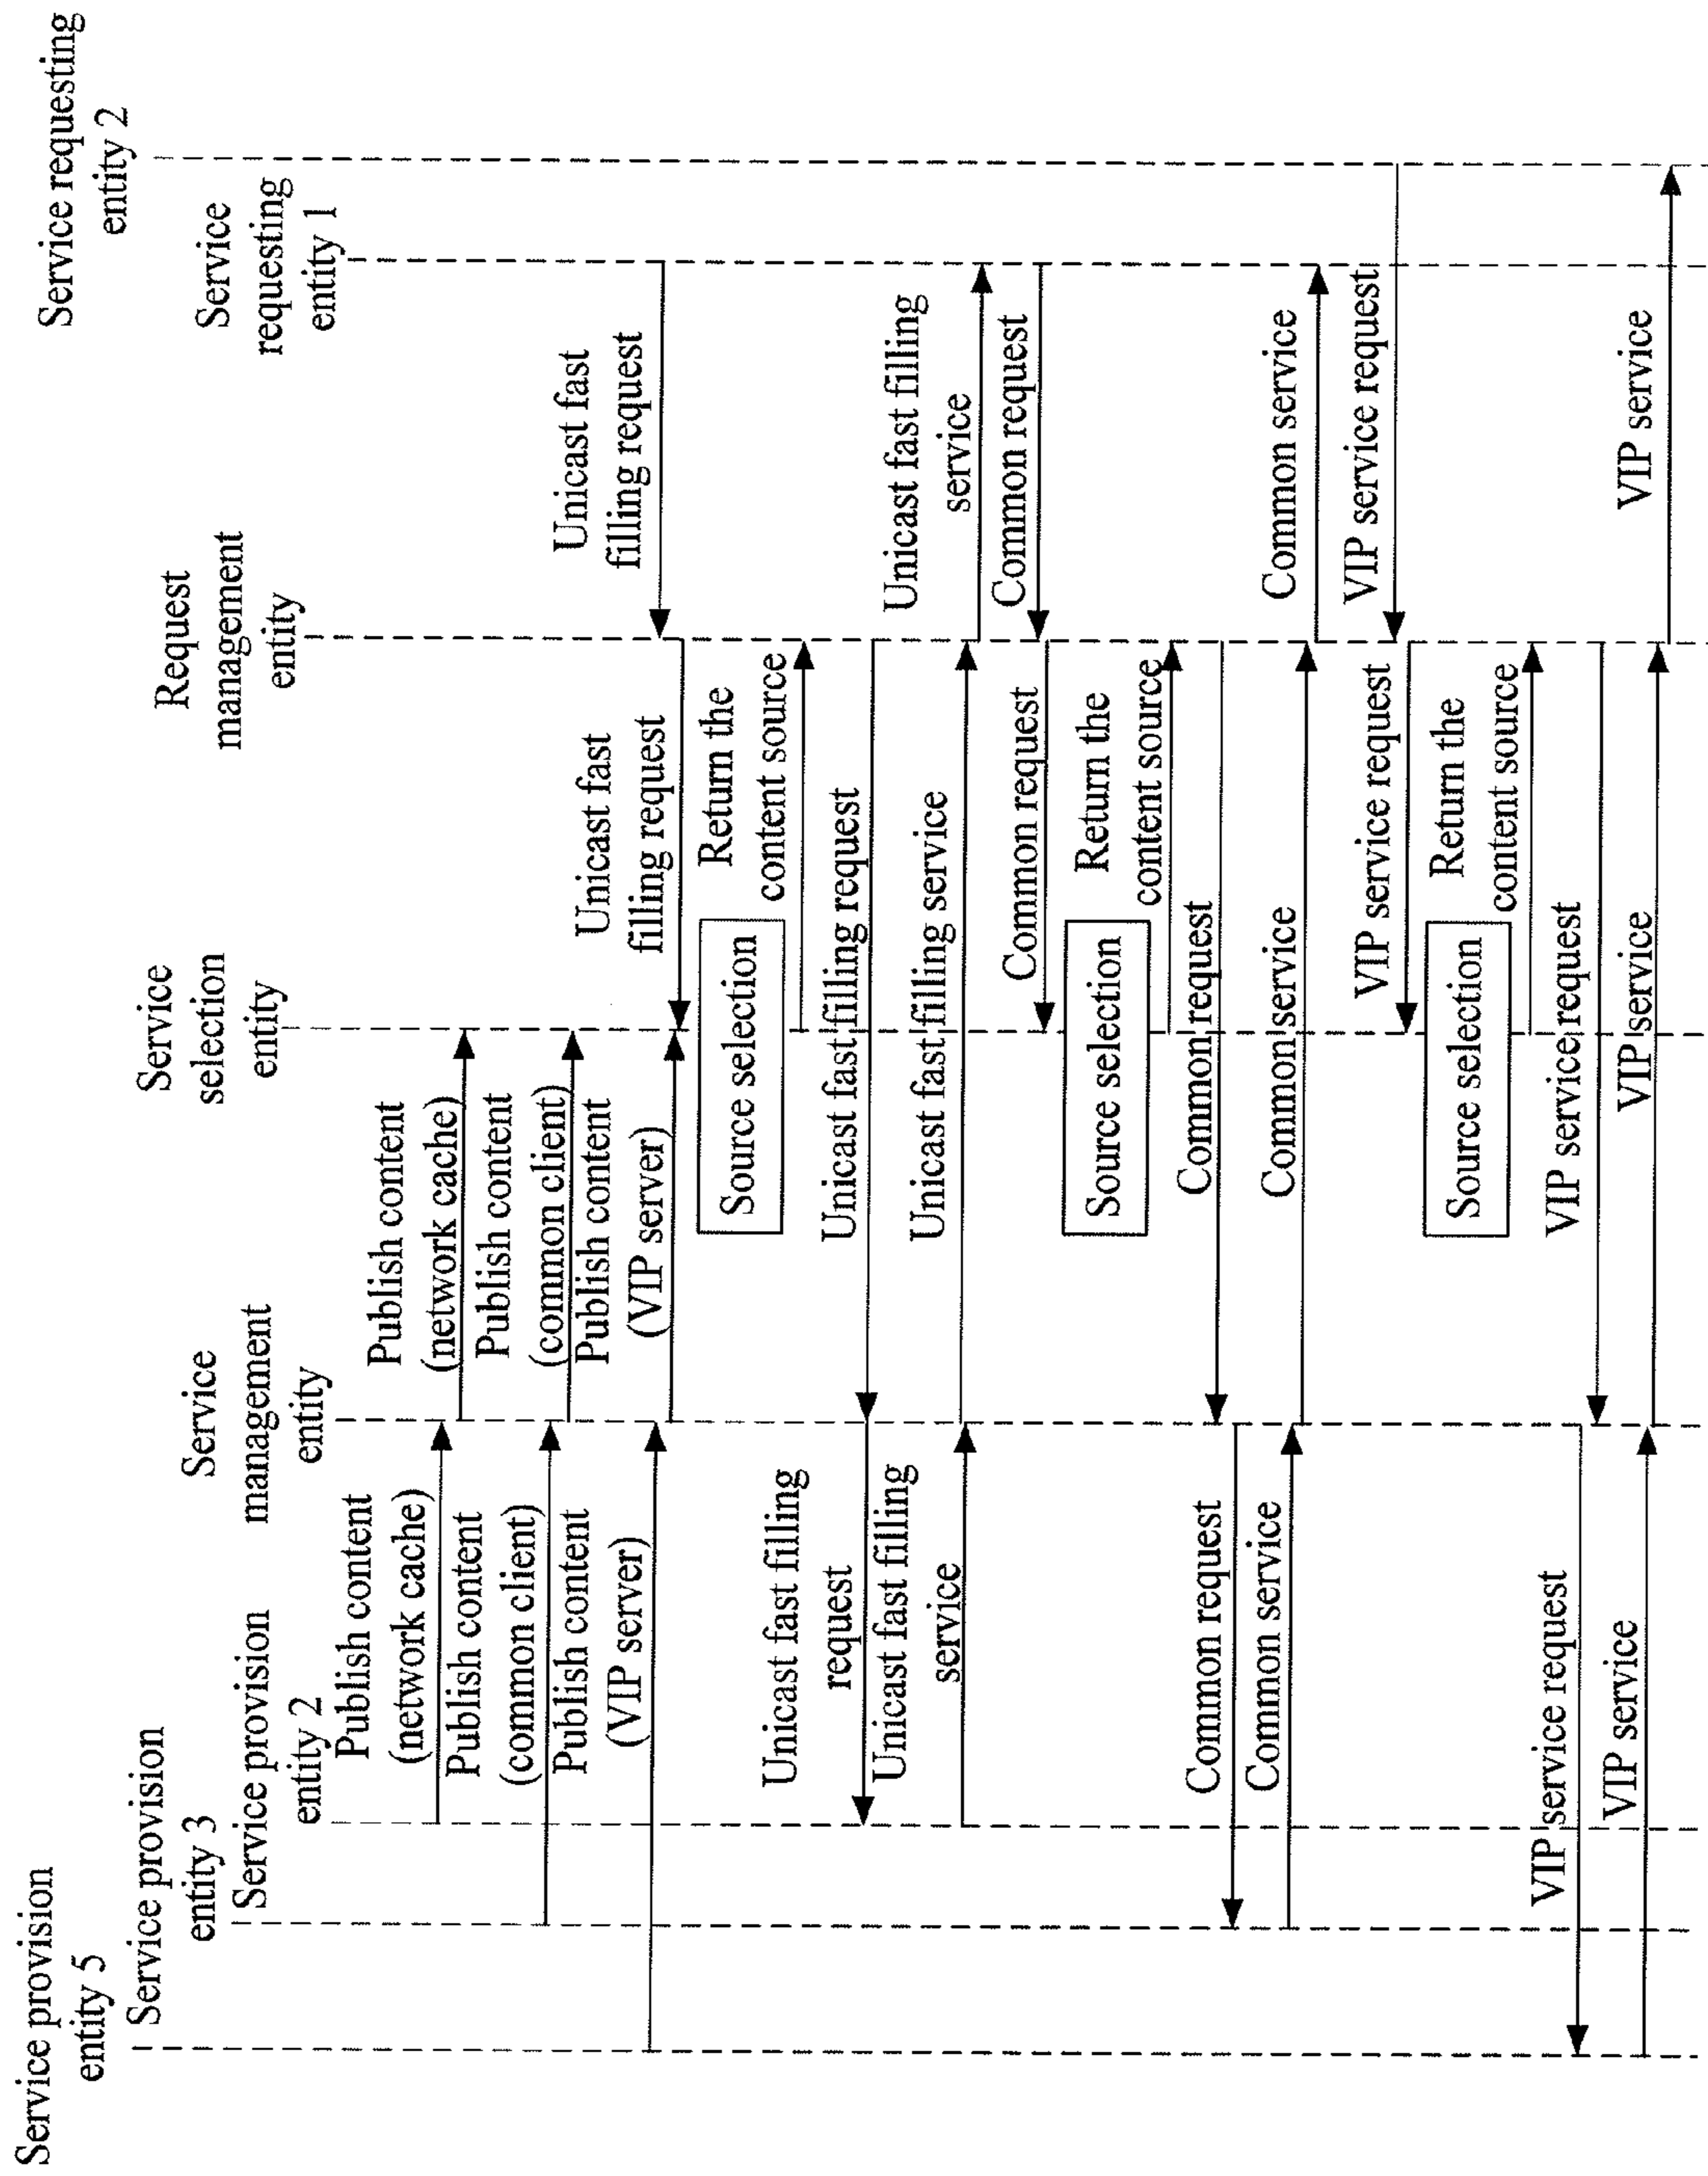 Service provision
entity 5
Service provision
entity 3
Service provision
entity 2
Service
management
entity
Service
selection
entity
Request
management
entity
Service
requesting
entity 1
Service requesting
entity 2
Publish content
(network cache)
Publish content
(network cache)
Publish content
(common client)
Publish content
(common client)
Publish content
(VIP server)
Publish content
(VIP server)
Unicast fast
filling request
Unicast fast
filling request
Source selection
Return the
content source
Unicast fast filling request
Unicast fast filling
request
Unicast fast filling
service
Unicast fast filling service
Unicast fast filling
service
Common request
Common request
Source selection
Return the
content source
Common request
Common request
Common service
Common service
Common service
VIP service request
VIP service request
Source selection
Return the
content source
VIP service request
VIP service request
VIP service
VIP service
VIP service